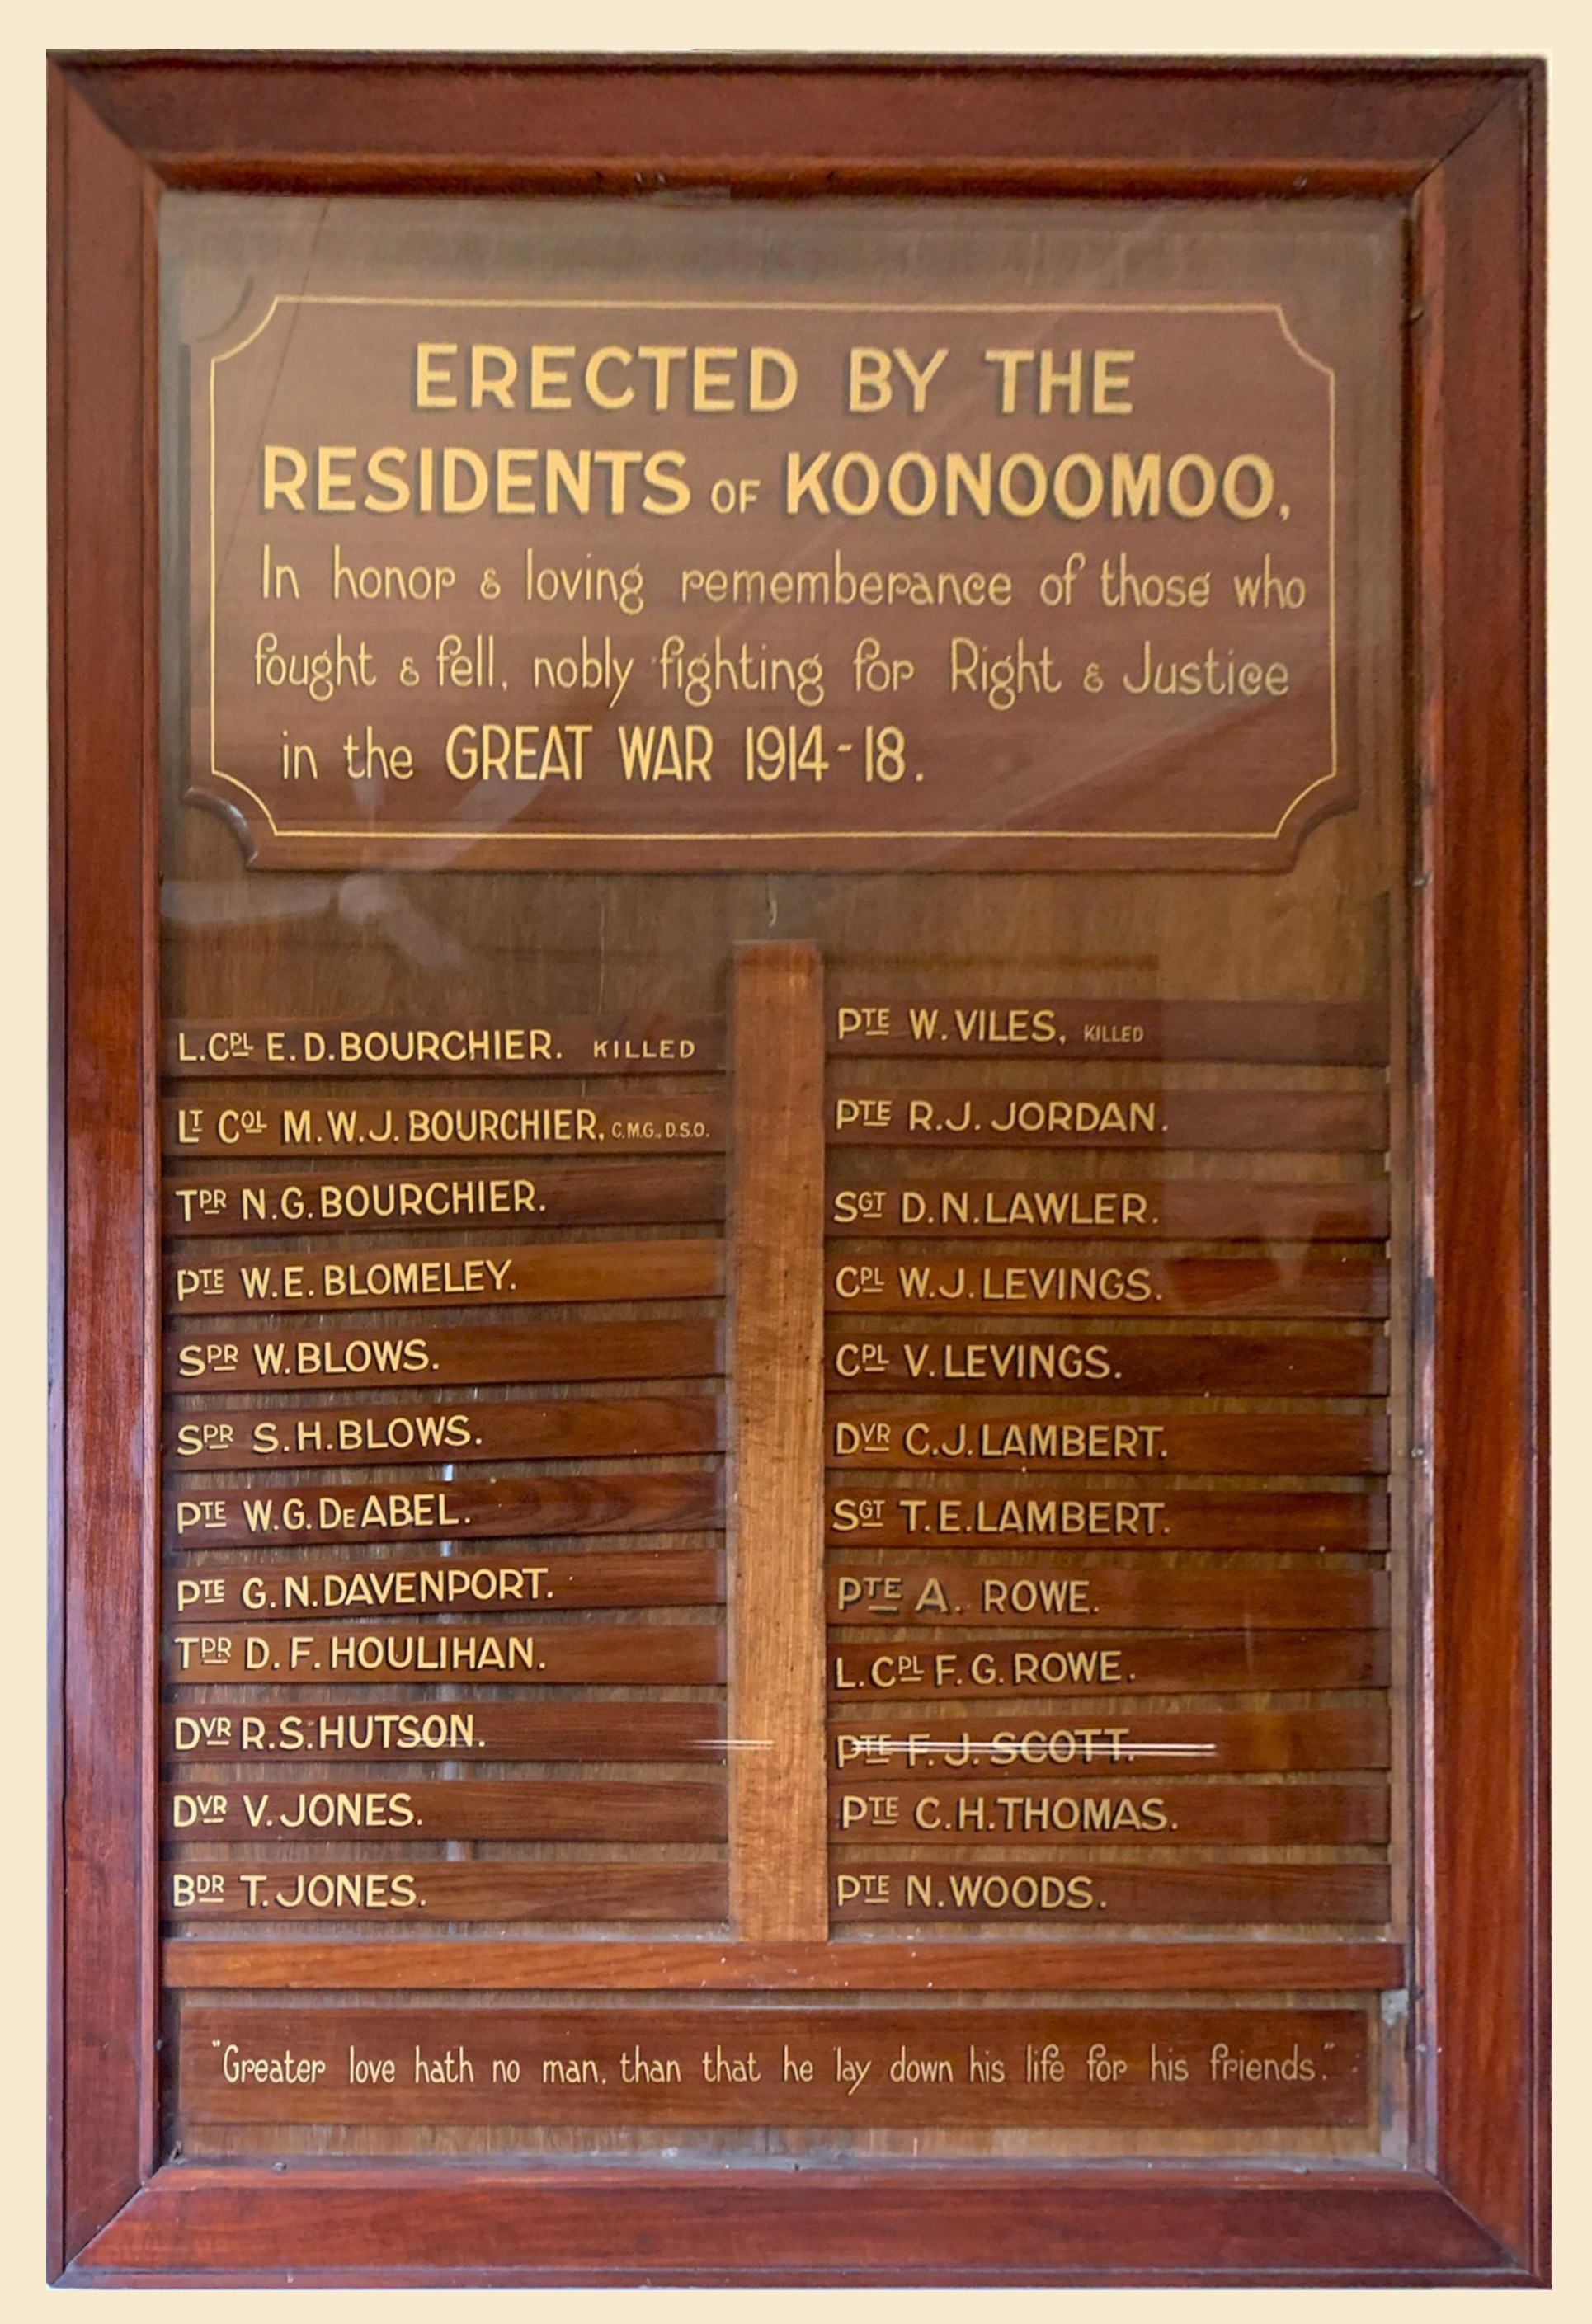 ERECTED BY THE
RESIDENTS OF KOONOOMOO,
In honor & loving rememberance of those who
fought & fell, nobly fighting for Right & Justice
in the GREAT WAR 1914-18.
L.CPL E.D.BOURCHIER. KILLED
LT COL M.W.J.BOURCHIER, C.M.G., D.S.O.
TPR N.G.BOURCHIER.
PTE W.E.BLOMELEY.
SPR W.BLOWS.
SPR S.H.BLOWS.
PTE W.G.DEABEL.
PTE G.N.DAVENPORT.
TPR D.F.HOULIHAN.
DVR R.S.HUTSON.
DVR V.JONES.
BDR T.JONES.
PTE W.VILES, KILLED
PTE R.J.JORDAN.
SGT D.N.LAWLER.
CPL W.J.LEVINGS.
CPL V.LEVINGS.
DVR C.J.LAMBERT.
SGT T.E.LAMBERT.
PTE A. ROWE.
L.CPL F.G.ROWE.
PTE F.J.SCOTT.
PTE C.H.THOMAS.
PTE N.WOODS.
"Greater love hath no man, than that he lay down his life for his friends."